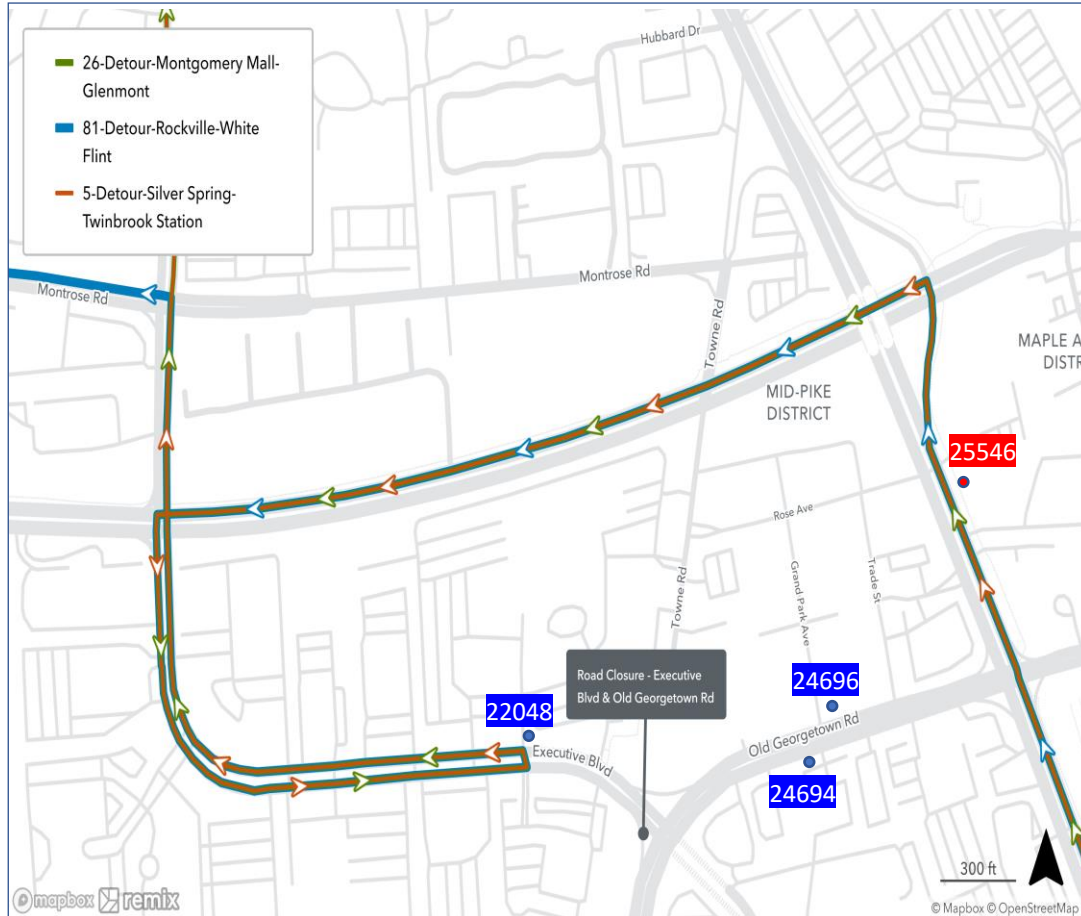 26-Detour-Montgomery Mall-
Glenmont
81-Detour-Rockville-White
Flint
5-Detour-Silver Spring-
Twinbrook Station
Hubbard Dr
Montrose Rd
Montrose Rd
Towne Rd
MID-PIKE
DISTRICT
MAPLE A
DISTR
25546
Rose Ave
Grand Park Ave
Trade St
Towne Rd
Road Closure - Executive
Blvd & Old Georgetown Rd
22048
24696
Executive Blvd
Old Georgetown Rd
24694
300 ft
mapbox remix
© Mapbox © OpenStreetMap